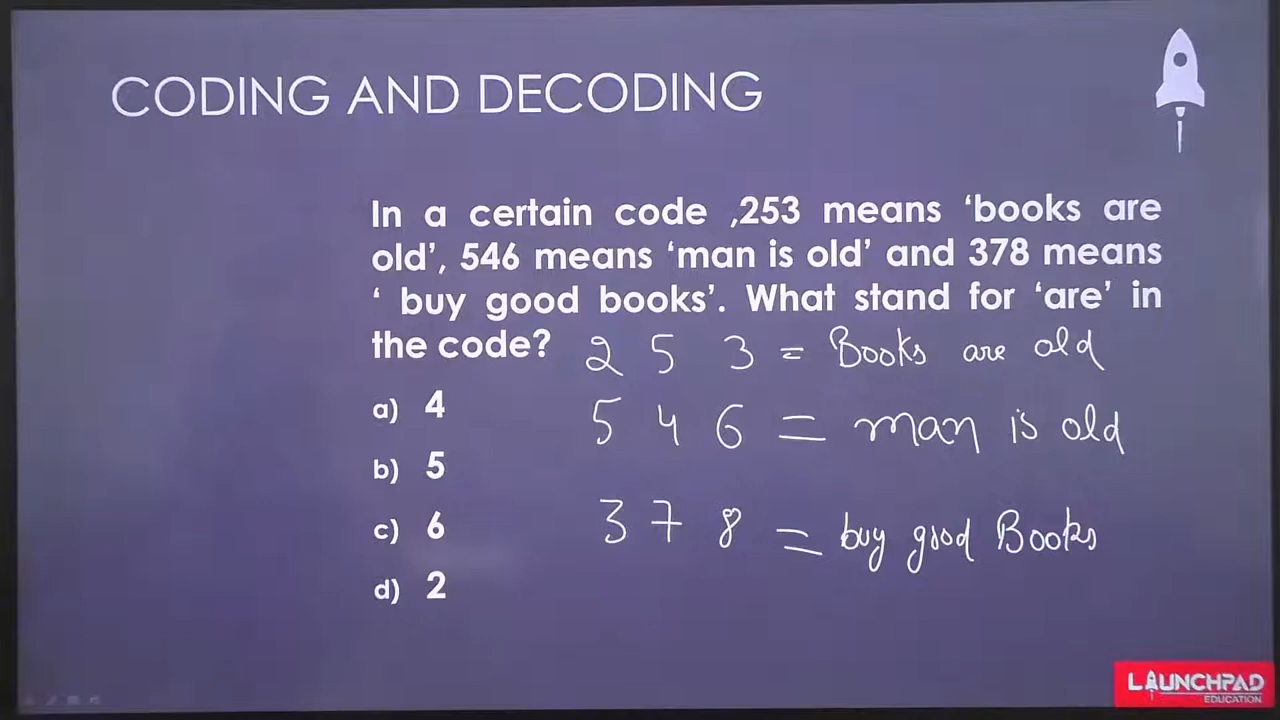 CODING AND DECODING
In a certain code ,253 means ‘books are
old’, 546 means ‘man is old’ and 378 means
‘ buy good books’. What stand for ‘are’ in
the code?
2 5 3 = Books are old
a) 4
5 4 6 = man is old
b) 5
c) 6
3 7 8 = buy good Books
d) 2
LAUNCHPAD
EDUCATION